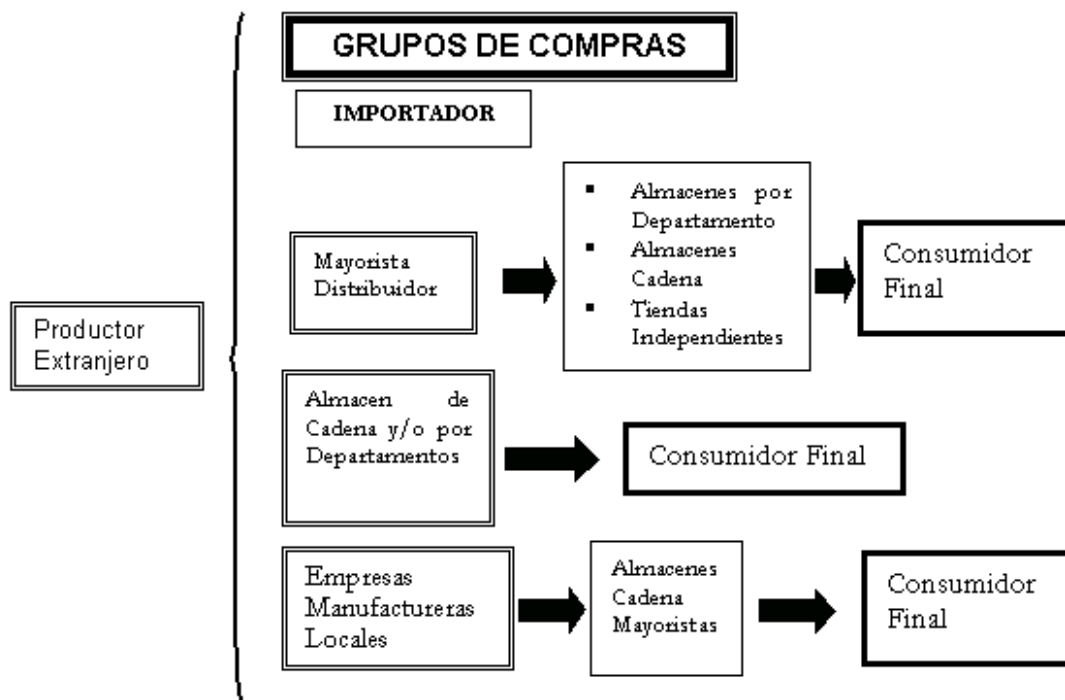 GRUPOS DE COMPRAS
IMPORTADOR
Productor
Extranjero
Mayorista
Distribuidor
▪ Almacenes por
Departamento
▪ Almacenes
Cadena
▪ Tiendas
Independientes
Consumidor
Final
Almacen de
Cadena y/o por
Departamentos
Consumidor Final
Empresas
Manufactureras
Locales
Almacenes
Cadena
Mayoristas
Consumidor
Final